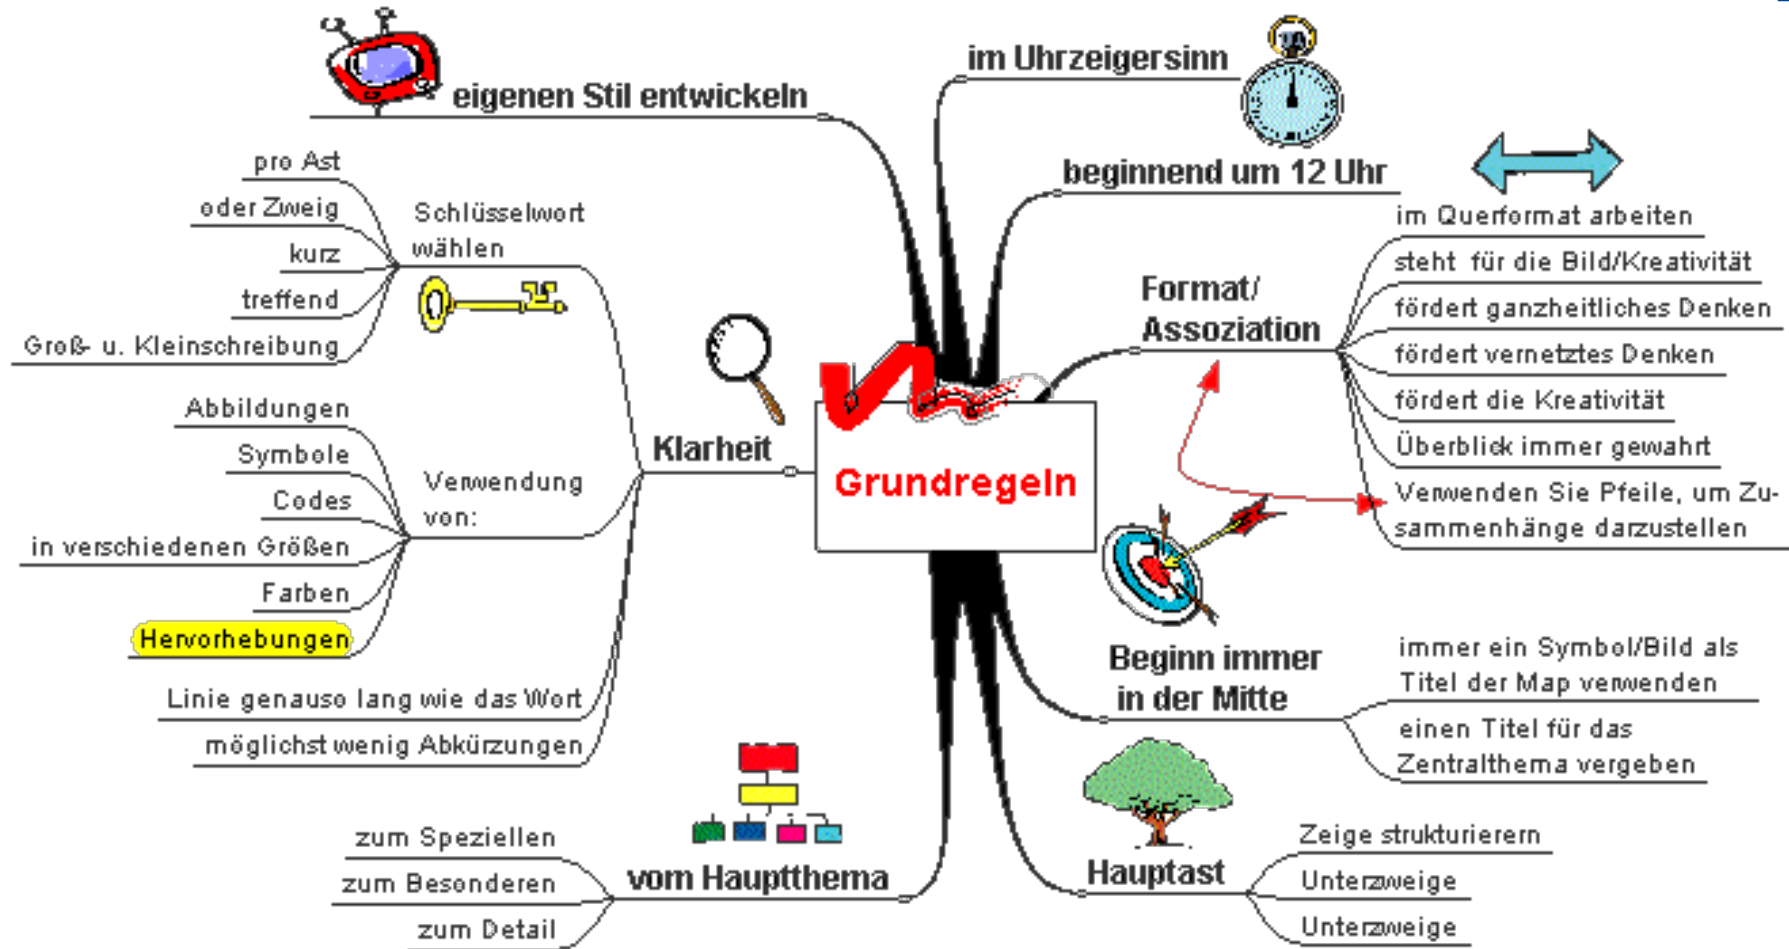 Grundregeln
im Uhrzeigersinn
beginnend um 12 Uhr
Format/
Assoziation
im Querformat arbeiten
steht für die Bild/Kreativität
fördert ganzheitliches Denken
fördert vernetztes Denken
fördert die Kreativität
Überblick immer gewahrt
Verwenden Sie Pfeile, um Zu-
sammenhänge darzustellen
Beginn immer
in der Mitte
immer ein Symbol/Bild als
Titel der Map verwenden
einen Titel für das
Zentralthema vergeben
Hauptast
Zeige strukturierern
Unterzweige
Unterzweige
vom Hauptthema
zum Speziellen
zum Besonderen
zum Detail
Klarheit
Schlüsselwort
wählen
pro Ast
oder Zweig
kurz
treffend
Groß- u. Kleinschreibung
Verwendung
von:
Abbildungen
Symbole
Codes
in verschiedenen Größen
Farben
Hervorhebungen
Linie genauso lang wie das Wort
möglichst wenig Abkürzungen
eigenen Stil entwickeln